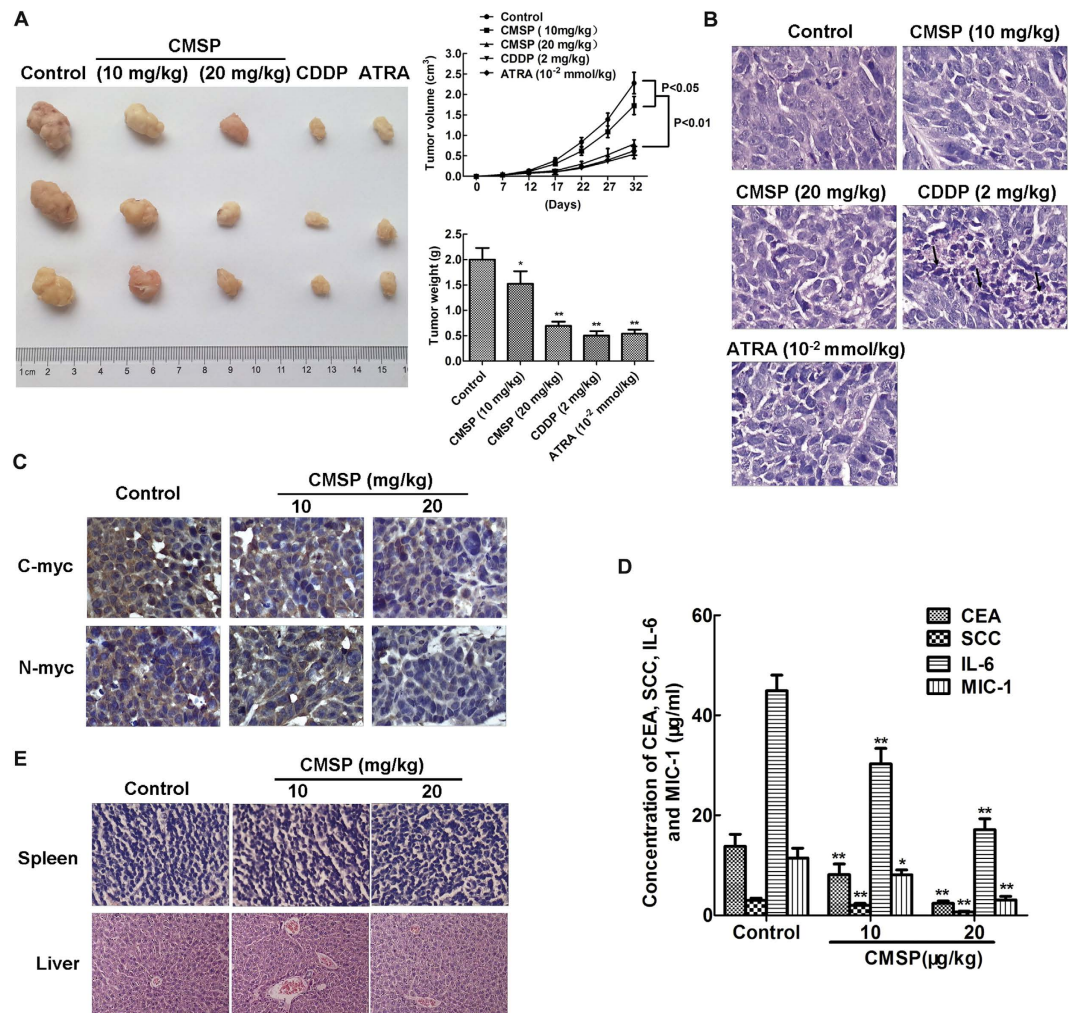 A
CMSP
Control (10 mg/kg) (20 mg/kg) CDDP ATRA
1 cm 2 3 4 5 6 7 8 9 10 11 12 13 14 15 16
Control
CMSP ( 10mg/kg)
CMSP (20 mg/kg)
CDDP (2 mg/kg)
ATRA (10-2 mmol/kg)
Tumor volume (cm3)
3.0
2.5
2.0
1.5
1.0
0.5
0.0
0 7 12 17 22 27 32
(Days)
P<0.05
P<0.01
Tumor weight (g)
2.5
2.0
1.5
1.0
0.5
0.0
* ** ** **
Control
CMSP (10 mg/kg)
CMSP (20 mg/kg)
CDDP (2 mg/kg)
ATRA (10-2 mmol/kg)
B
Control CMSP (10 mg/kg)
CMSP (20 mg/kg) CDDP (2 mg/kg)
ATRA (10-2 mmol/kg)
C
CMSP (mg/kg)
Control 10 20
C-myc
N-myc
D
Concentration of CEA, SCC, IL-6
and MIC-1 (µg/ml)
60
40
20
0
CEA
SCC
IL-6
MIC-1
** ** ** *
** ** ** **
Control 10 20
CMSP(µg/kg)
E
CMSP (mg/kg)
Control 10 20
Spleen
Liver